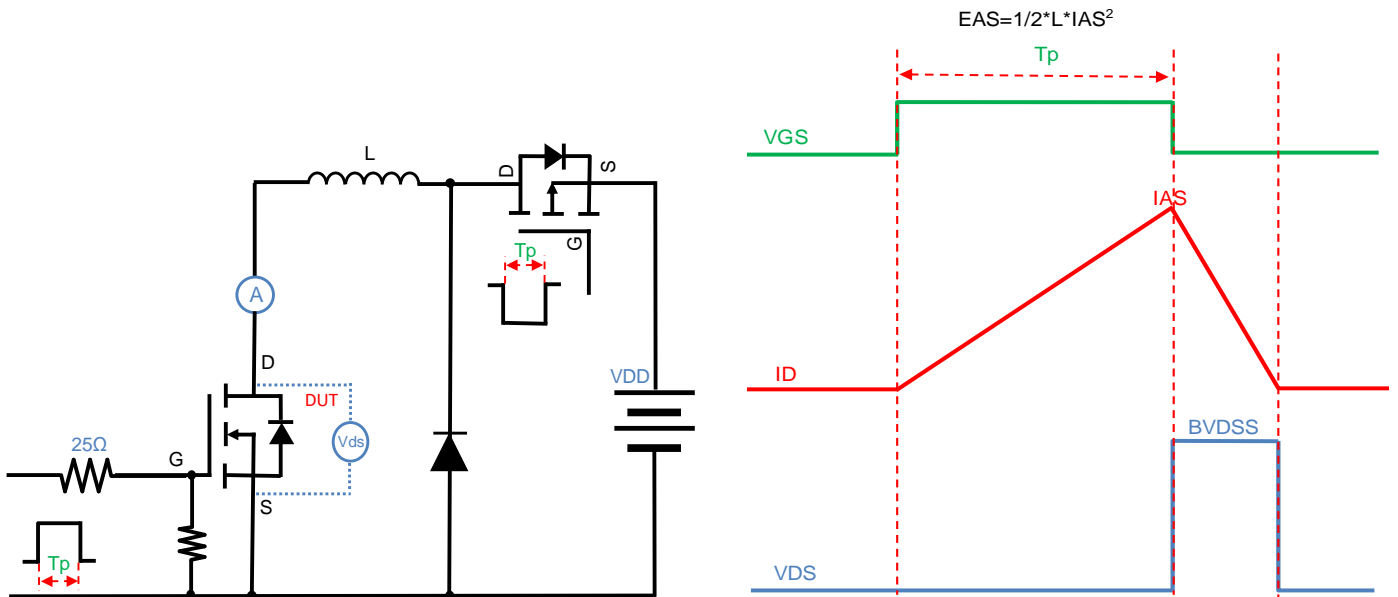 EAS=1/2*L*IAS²
Tp
VGS
L
D
S
G
Tp
IAS
A
D
VDD
DUT
ID
25Ω
G
Vds
BVDSS
S
Tp
VDS